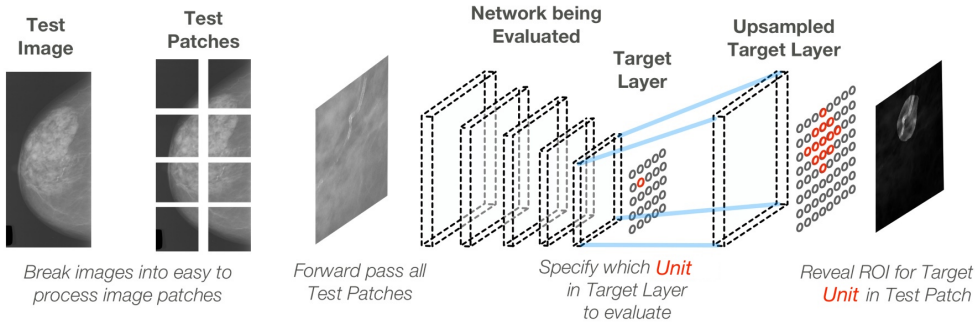 Test
Image
Test
Patches
Network being
Evaluated
Target
Layer
Upsampled
Target Layer
Break images into easy to
process image patches
Forward pass all
Test Patches
Specify which Unit
in Target Layer
to evaluate
Reveal ROI for Target
Unit in Test Patch